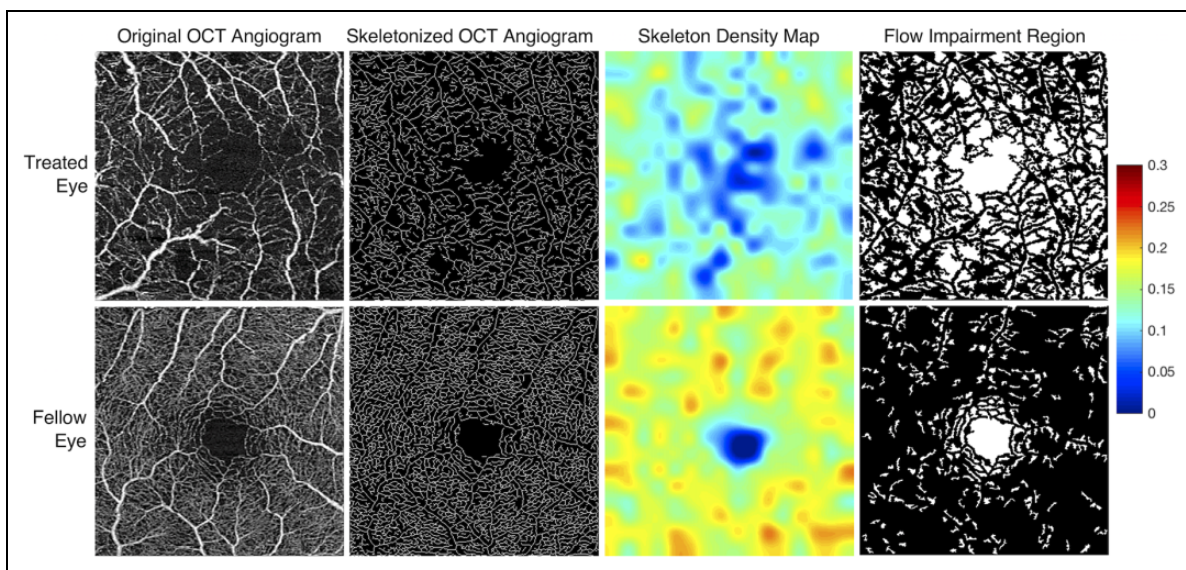 Original OCT Angiogram
Skeletonized OCT Angiogram
Skeleton Density Map
Flow Impairment Region
Treated
Eye
Fellow
Eye
0.3
0.25
0.2
0.15
0.1
0.05
0